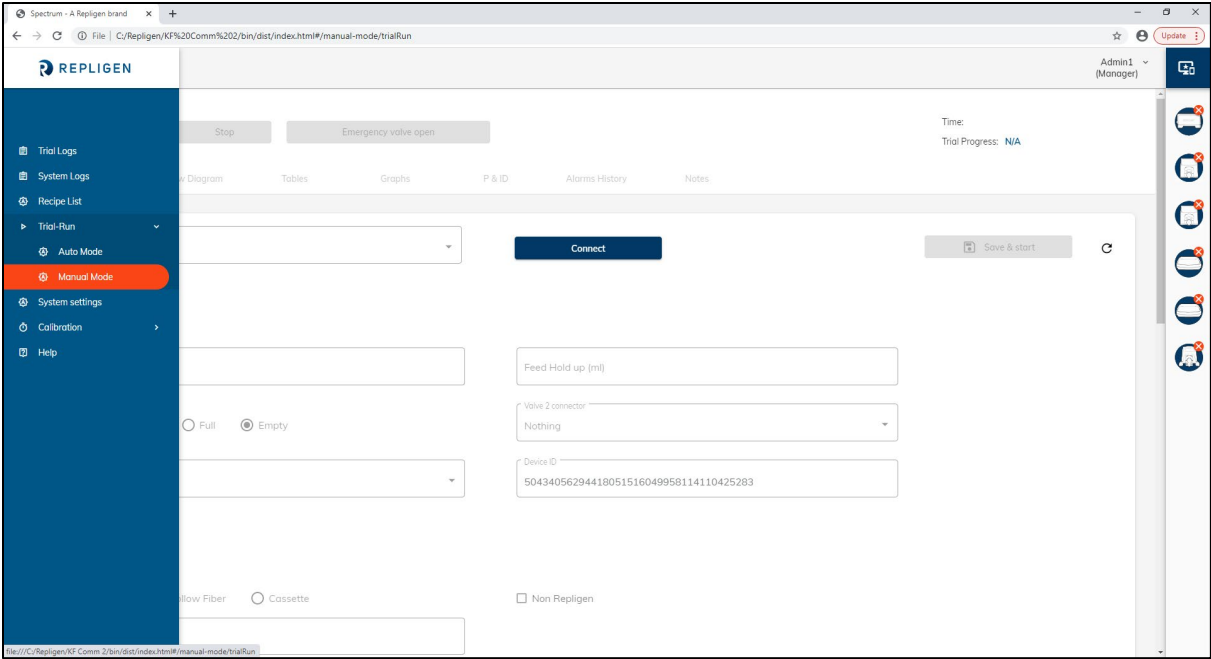 Spectrum - A Repligen brand
Update
File C:/Repligen/KF%20Comm%202/bin/dist/index.html#/manual-mode/trialRun
REPLIGEN
Admin1
(Manager)
Stop
Emergency valve open
Time:
Trial Progress: N/A
Trial Logs
System Logs
Recipe List
Trial-Run
Auto Mode
Manual Mode
System settings
Calibration
Help
Diagram
Tables
Graphs
P & ID
Alarms History
Notes
Connect
Save & start
Feed Hold up (ml)
Full
Empty
Valve 2 connector
Nothing
Device ID
50434056294418051516049958114110425283
Fiber
Cassette
Non Repligen
file:///C:/Repligen/KF Comm 2/bin/dist/index.html#/manual-mode/trialRun